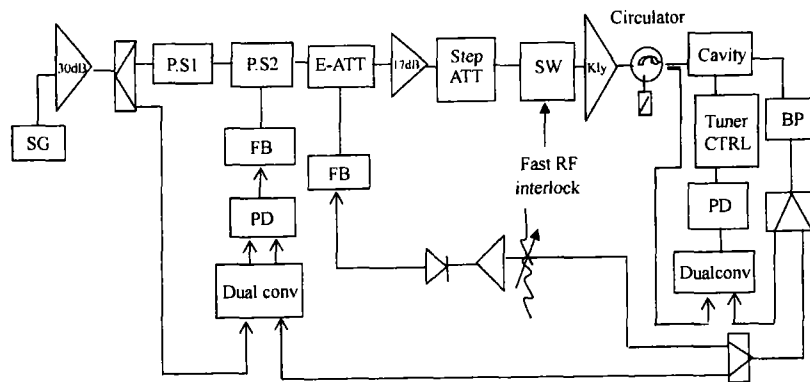 Circulator
30dB
P.S1
P.S2
E-ATT
17dB
Step
ATT
SW
Kly
Cavity
SG
FB
FB
Fast RF
interlock
Tuner
CTRL
BP
PD
PD
Dual conv
Dualconv